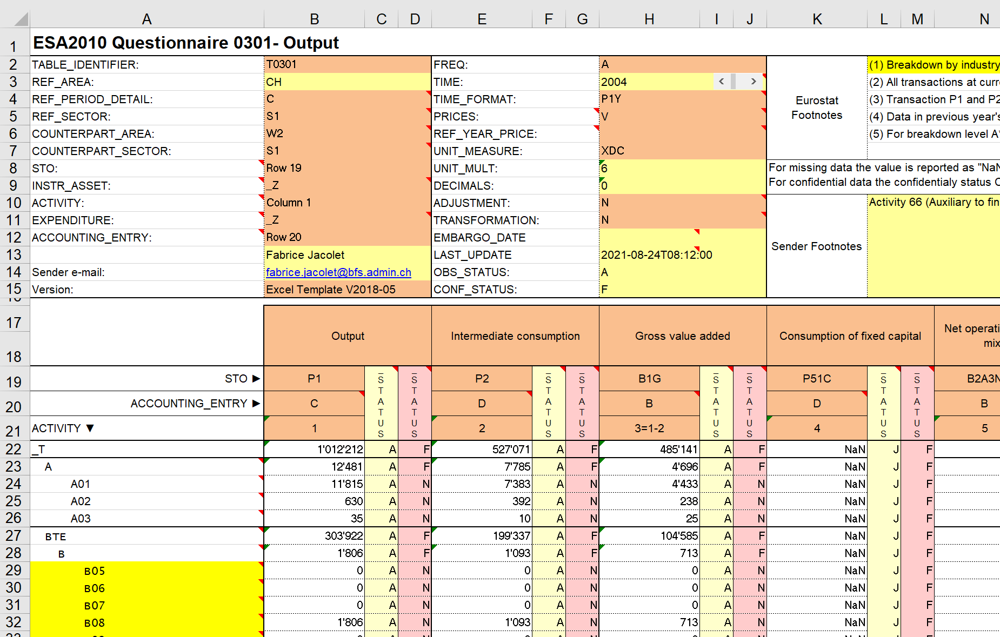 A B C D E F G H I J K L M N
1 ESA2010 Questionnaire 0301- Output
2 TABLE_IDENTIFIER: T0301 FREQ: A (1) Breakdown by industry
3 REF_AREA: CH TIME: 2004 < > (2) All transactions at curr
4 REF_PERIOD_DETAIL: C TIME_FORMAT: P1Y Eurostat (3) Transaction P1 and P2
5 REF_SECTOR: S1 PRICES: V Footnotes (4) Data in previous year's
6 COUNTERPART_AREA: W2 REF_YEAR_PRICE: (5) For breakdown level A*
7 COUNTERPART_SECTOR: S1 UNIT_MEASURE: XDC
8 STO: Row 19 UNIT_MULT: 6 For missing data the value is reported as "NaN
9 INSTR_ASSET: _Z DECIMALS: 0 For confidential data the confidentialy status C
10 ACTIVITY: Column 1 ADJUSTMENT: N Activity 66 (Auxiliary to fin
11 EXPENDITURE: _Z TRANSFORMATION: N
12 ACCOUNTING_ENTRY: Row 20 EMBARGO_DATE Sender Footnotes
13 Fabrice Jacolet LAST_UPDATE 2021-08-24T08:12:00
14 Sender e-mail: fabrice.jacolet@bfs.admin.ch OBS_STATUS: A
15 Version: Excel Template V2018-05 CONF_STATUS: F
17 Output Intermediate consumption Gross value added Consumption of fixed capital Net operati
18 mix
19 STO ► P1 _STATUS _STATUS P2 _STATUS _STATUS B1G _STATUS _STATUS P51C _STATUS _STATUS B2A3N
20 ACCOUNTING_ENTRY ► C D B D B
21 ACTIVITY ▼ 1 2 3=1-2 4 5
22 _T 1'012'212 A F 527'071 A F 485'141 A F NaN J F
23 A 12'481 A F 7'785 A F 4'696 A F NaN J F
24 A01 11'815 A N 7'383 A N 4'433 A N NaN J F
25 A02 630 A N 392 A N 238 A N NaN J F
26 A03 35 A N 10 A N 25 A N NaN J F
27 BTE 303'922 A F 199'337 A F 104'585 A F NaN J F
28 B 1'806 A F 1'093 A F 713 A F NaN J F
29 B05 0 A N 0 A N 0 A N NaN J F
30 B06 0 A N 0 A N 0 A N NaN J F
31 B07 0 A N 0 A N 0 A N NaN J F
32 B08 1'806 A N 1'093 A N 713 A N NaN J F